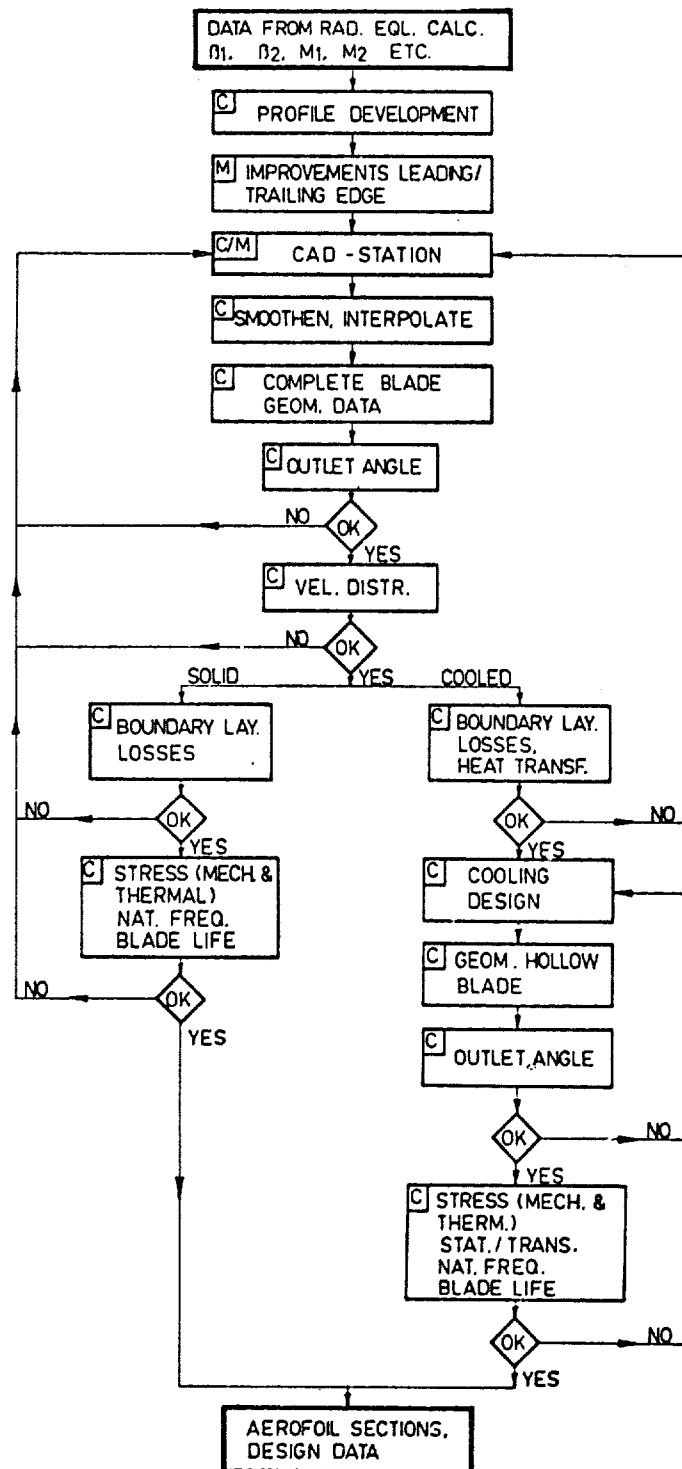 DATA FROM RAD. EQL. CALC.
β1, β2, M1, M2 ETC.
C
PROFILE DEVELOPMENT
M
IMPROVEMENTS LEADING/
TRAILING EDGE
C/M
CAD - STATION
C
SMOOTHEN, INTERPOLATE
C
COMPLETE BLADE
GEOM. DATA
C
OUTLET ANGLE
NO
OK
YES
C
VEL. DISTR.
NO
OK
YES
SOLID
COOLED
C
BOUNDARY LAY.
LOSSES
NO
OK
YES
C
STRESS (MECH. &
THERMAL)
NAT. FREQ.
BLADE LIFE
NO
OK
YES
C
BOUNDARY LAY.
LOSSES,
HEAT TRANSF.
OK
NO
YES
C
COOLING
DESIGN
C
GEOM. HOLLOW
BLADE
C
OUTLET ANGLE
OK
NO
YES
C
STRESS (MECH. &
THERM.)
STAT. / TRANS.
NAT. FREQ.
BLADE LIFE
OK
NO
YES
AEROFOIL SECTIONS,
DESIGN DATA